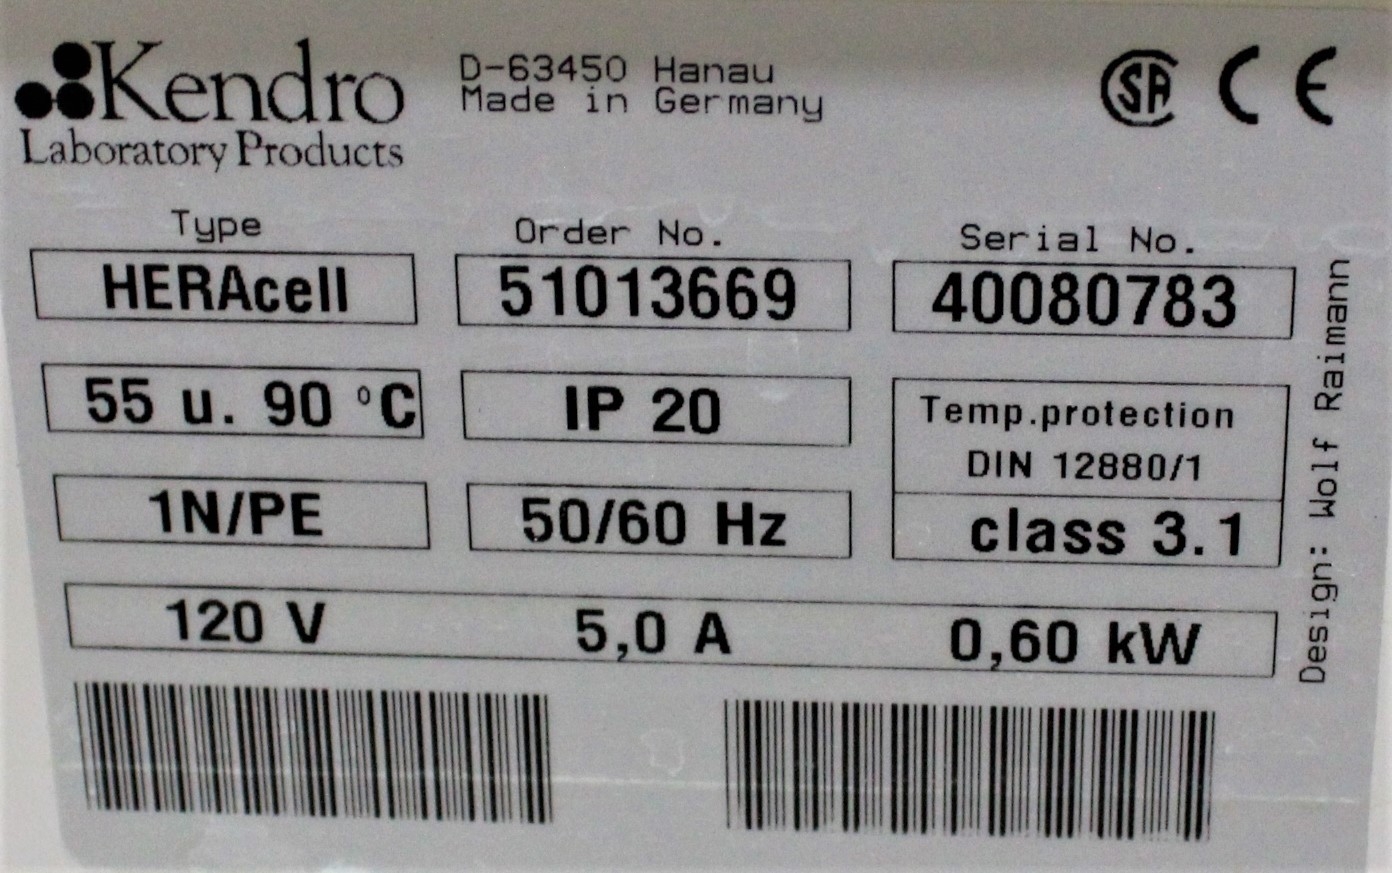 Kendro
Laboratory Products
D-63450 Hanau
Made in Germany
SA CE
Type
HERAcell
Order No.
51013669
Serial No.
40080783
55 u. 90 °C
IP 20
Temp.protection
DIN 12880/1
class 3.1
1N/PE
50/60 Hz
120 V 5,0 A 0,60 kW
Design: Wolf Raimann